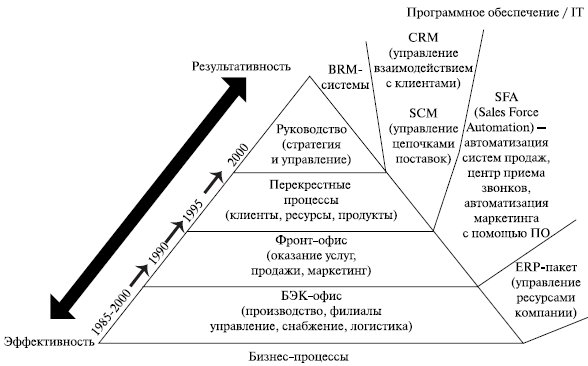 Программное обеспечение / IT
CRM
(управление
взаимодействием
с клиентами)
Результативность
BRM-
системы
SCM
(управление
цепочками
поставок)
SFA
(Sales Force
Automation) —
автоматизация
систем продаж,
центр приема
звонков,
автоматизация
маркетинга
с помощью ПО
Руководство
(стратегия
и управление)
2000
Перекрестные
процессы
(клиенты, ресурсы, продукты)
1995
Фронт–офис
(оказание услуг,
продажи, маркетинг)
1990
ERP-пакет
(управление
ресурсами
компании)
БЭК–офис
(производство, филиалы
управление, снабжение, логистика)
1985-2000
Эффективность
Бизнес–процессы